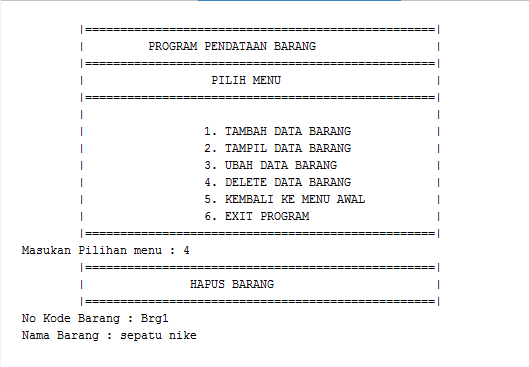 |==================================================|
| PROGRAM PENDATAAN BARANG |
|==================================================|
| PILIH MENU |
|==================================================|
| |
| 1. TAMBAH DATA BARANG |
| 2. TAMPIL DATA BARANG |
| 3. UBAH DATA BARANG |
| 4. DELETE DATA BARANG |
| 5. KEMBALI KE MENU AWAL |
| 6. EXIT PROGRAM |
|==================================================|
Masukan Pilihan menu : 4
|==================================================|
| HAPUS BARANG |
|==================================================|
No Kode Barang : Brg1
Nama Barang : sepatu nike